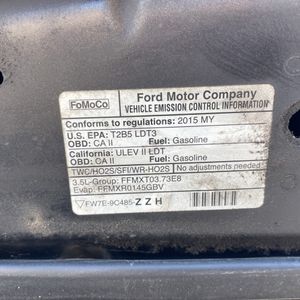 FoMoCo
Ford Motor Company
VEHICLE EMISSION CONTROL INFORMATION
Conforms to regulations: 2015 MY
U.S. EPA: T2B5 LDT3
OBD: CA II Fuel: Gasoline
California: ULEV II LDT
OBD: CA II Fuel: Gasoline
TWC/HO2S/SFI/WR-HO2S No adjustments needed.
3.5L-Group: FFMXT03.73E8
Evap: FFMXR0145GBV
FW7E-9C485-ZZH